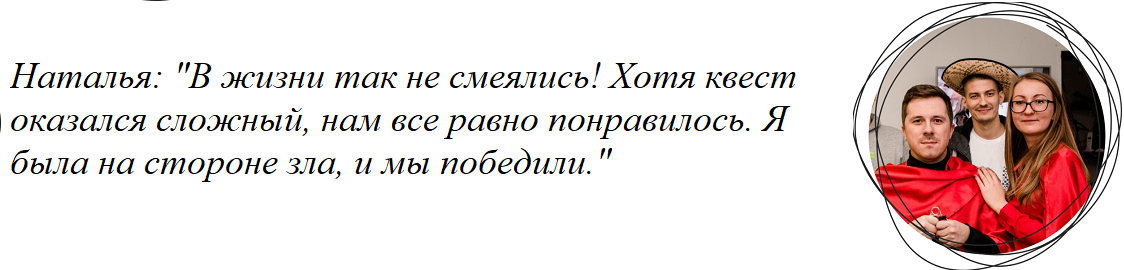 Наталья: "В жизни так не смеялись! Хотя квест
оказался сложный, нам все равно понравилось. Я
была на стороне зла, и мы победили."